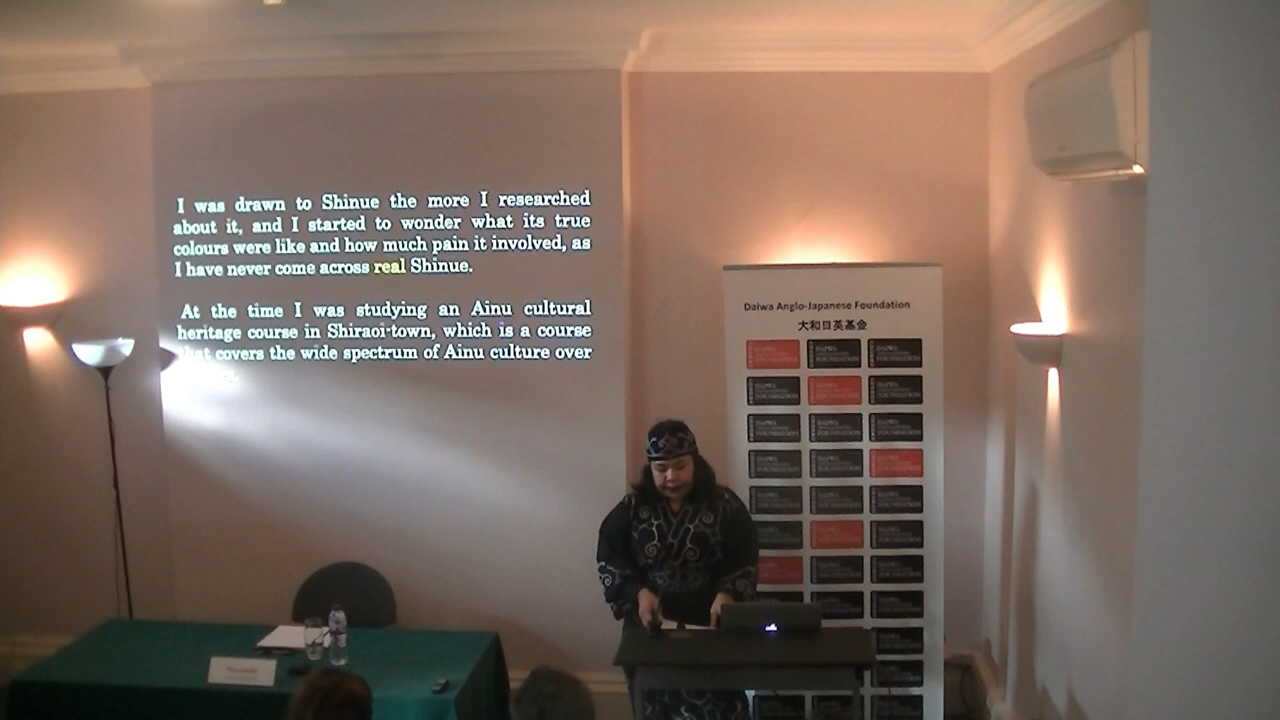 I was drawn to Shinue the more I researched
about it, and I started to wonder what its true
colours were like and how much pain it involved, as
I have never come across real Shinue.
At the time I was studying an Ainu cultural
heritage course in Shiraoi-town, which is a course
that covers the wide spectrum of Ainu culture over
Daiwa Anglo-Japanese Foundation
大和日英基金